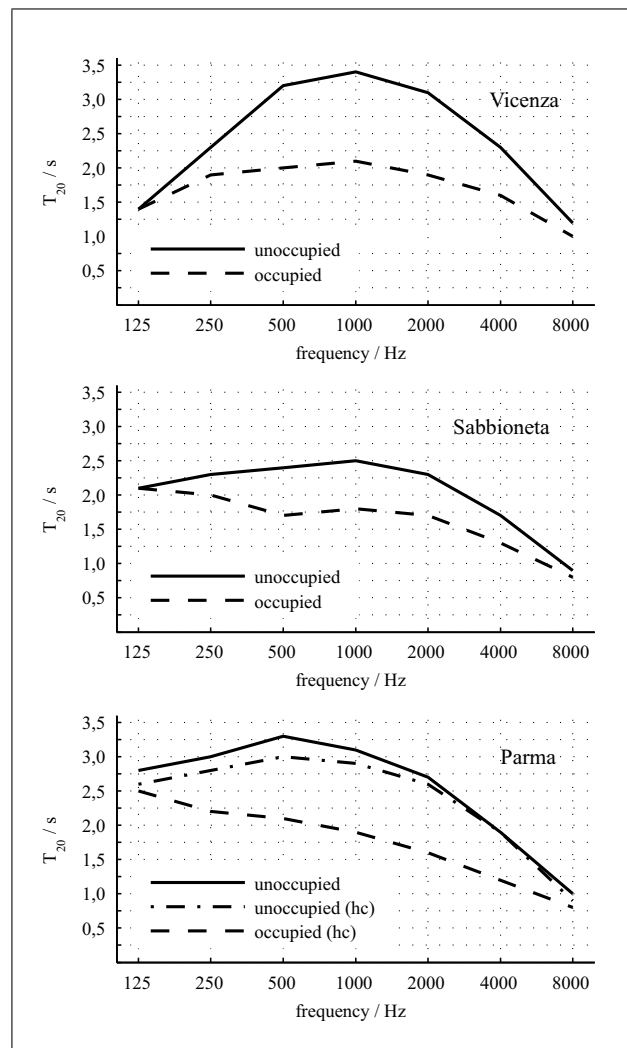 3,5
3,0
2,5
2,0
1,5
1,0
0,5
T20 / s
Vicenza
unoccupied
occupied
125 250 500 1000 2000 4000 8000
frequency / Hz
3,5
3,0
2,5
2,0
1,5
1,0
0,5
T20 / s
Sabbioneta
unoccupied
occupied
125 250 500 1000 2000 4000 8000
frequency / Hz
3,5
3,0
2,5
2,0
1,5
1,0
0,5
T20 / s
Parma
unoccupied
unoccupied (hc)
occupied (hc)
125 250 500 1000 2000 4000 8000
frequency / Hz